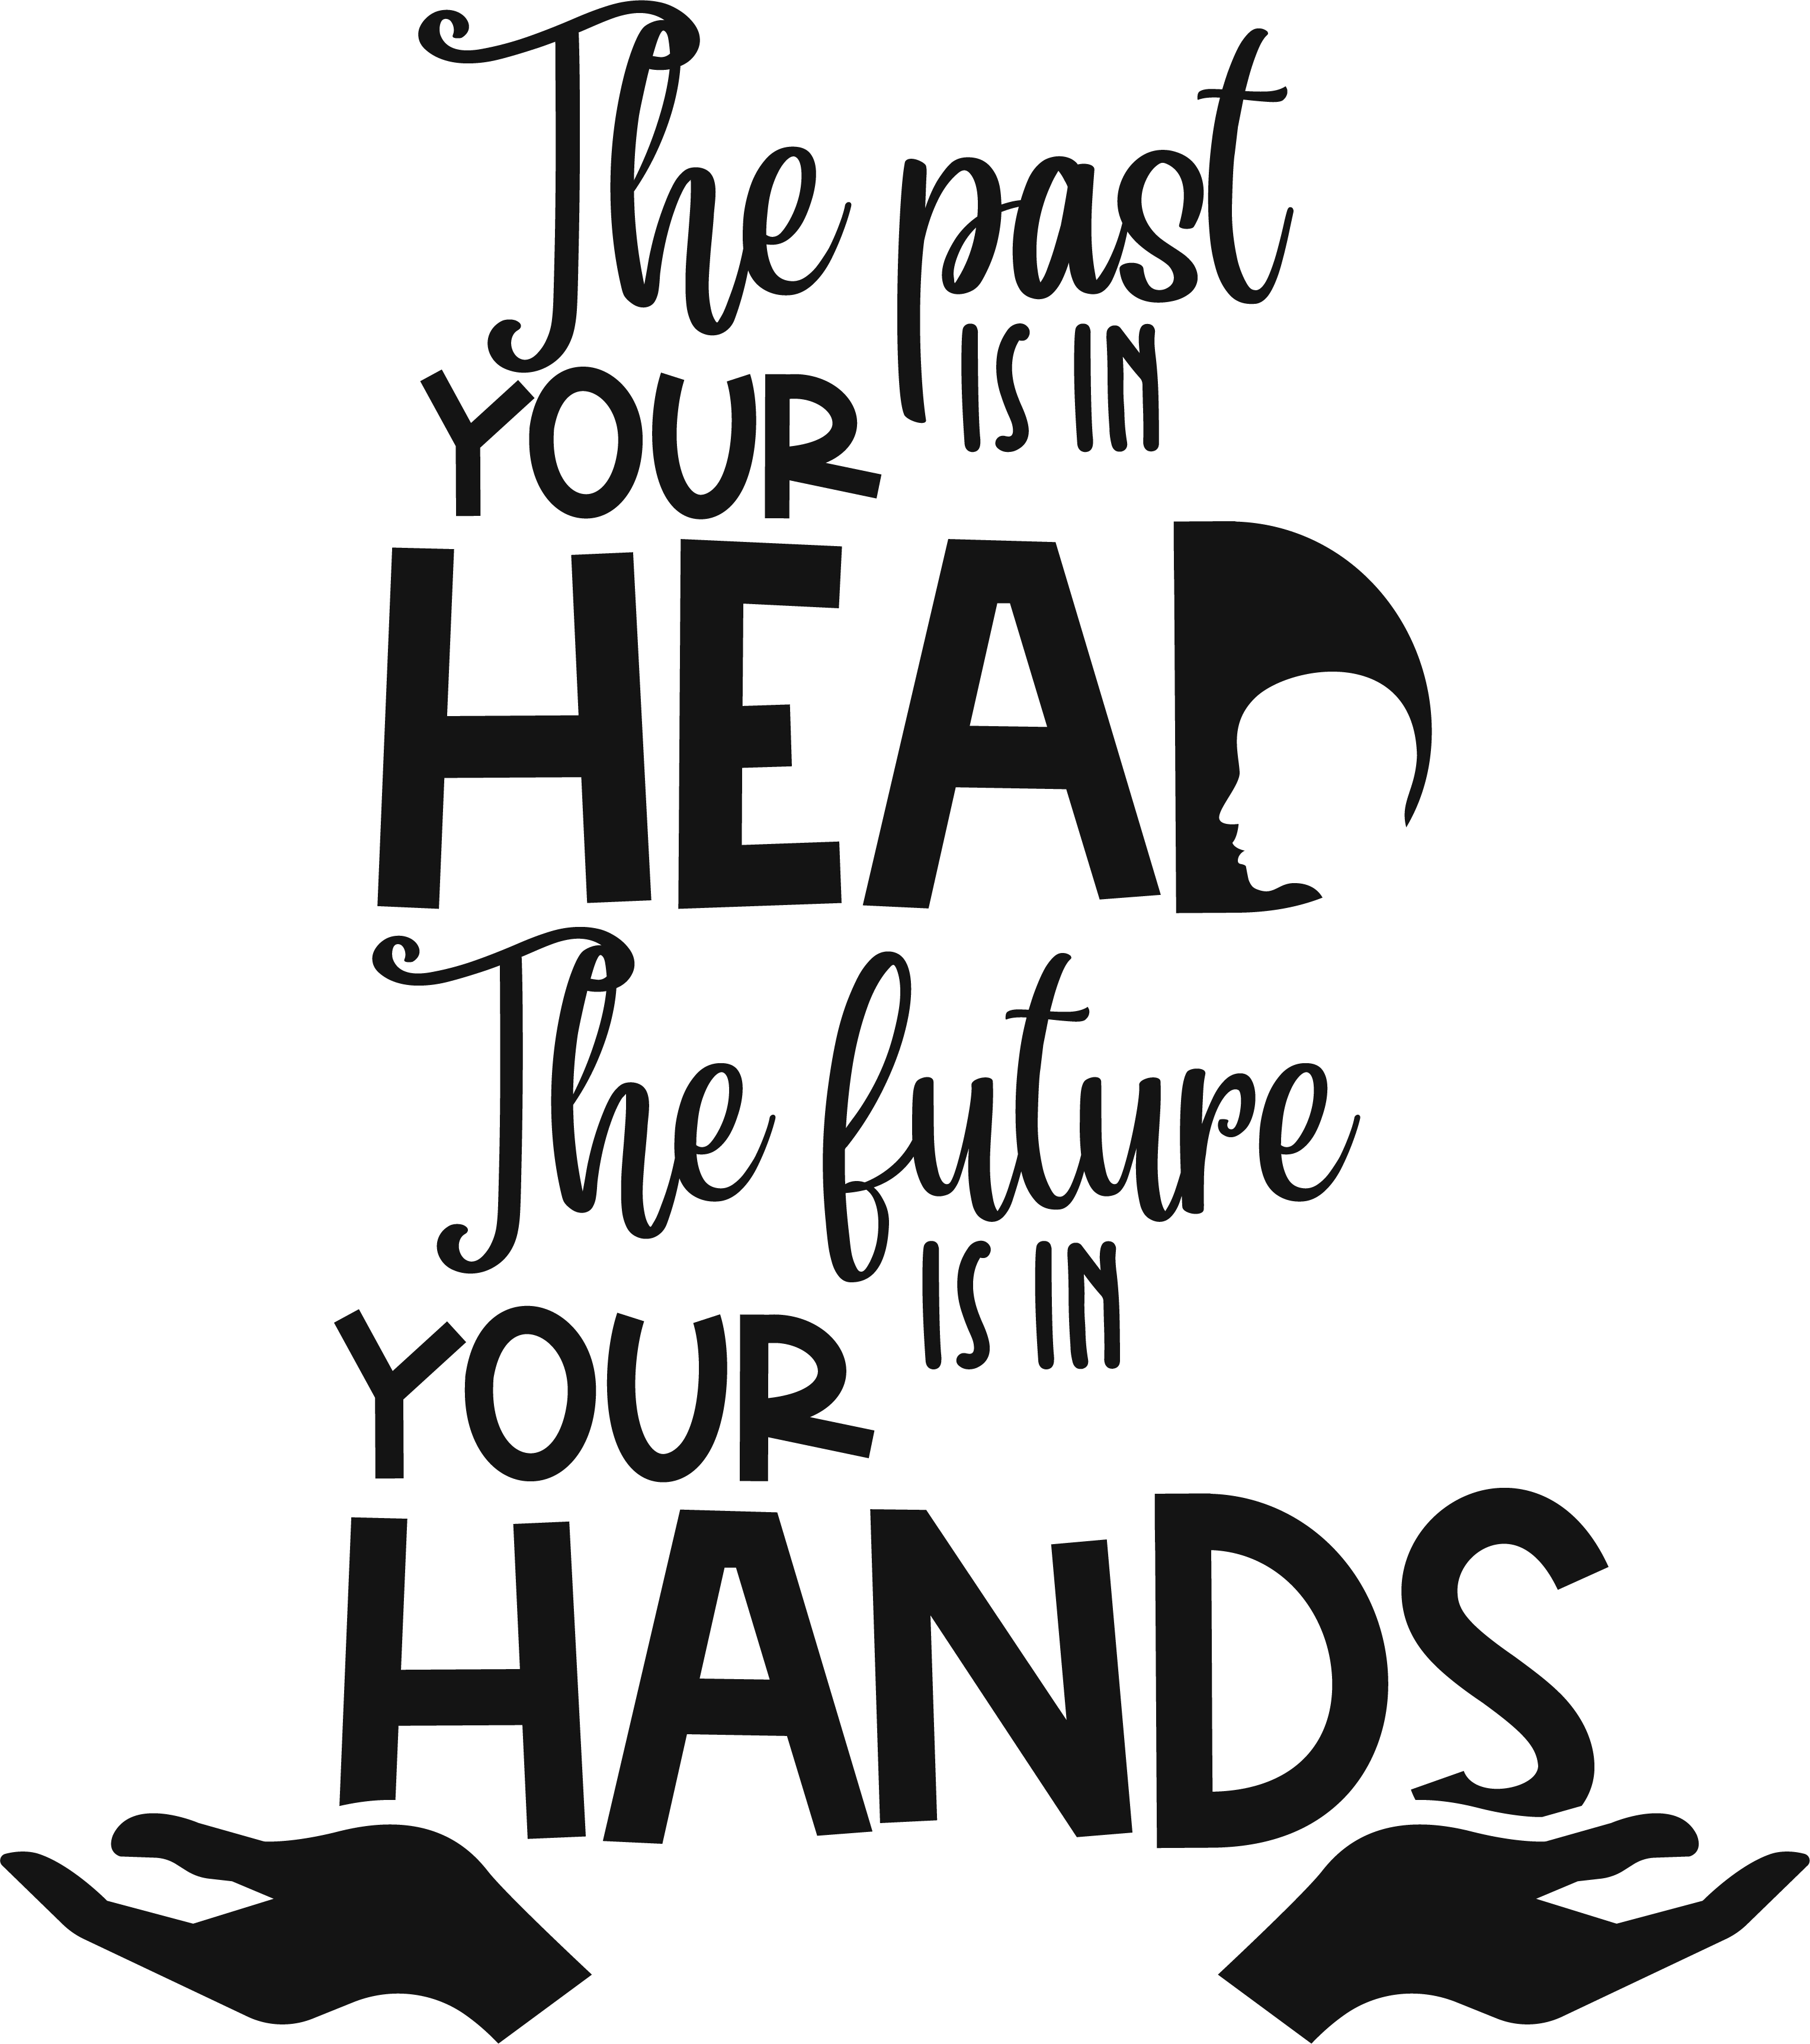 The past
IS IN
YOUR
HEAD
The future
IS IN
YOUR
HANDS